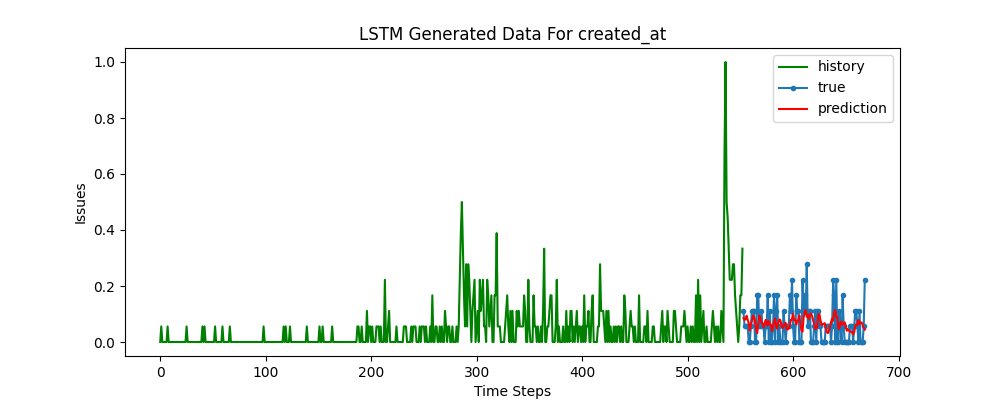 LSTM Generated Data For created_at
history
true
prediction
Issues
1.0
0.8
0.6
0.4
0.2
0.0
0 100 200 300 400 500 600 700
Time Steps